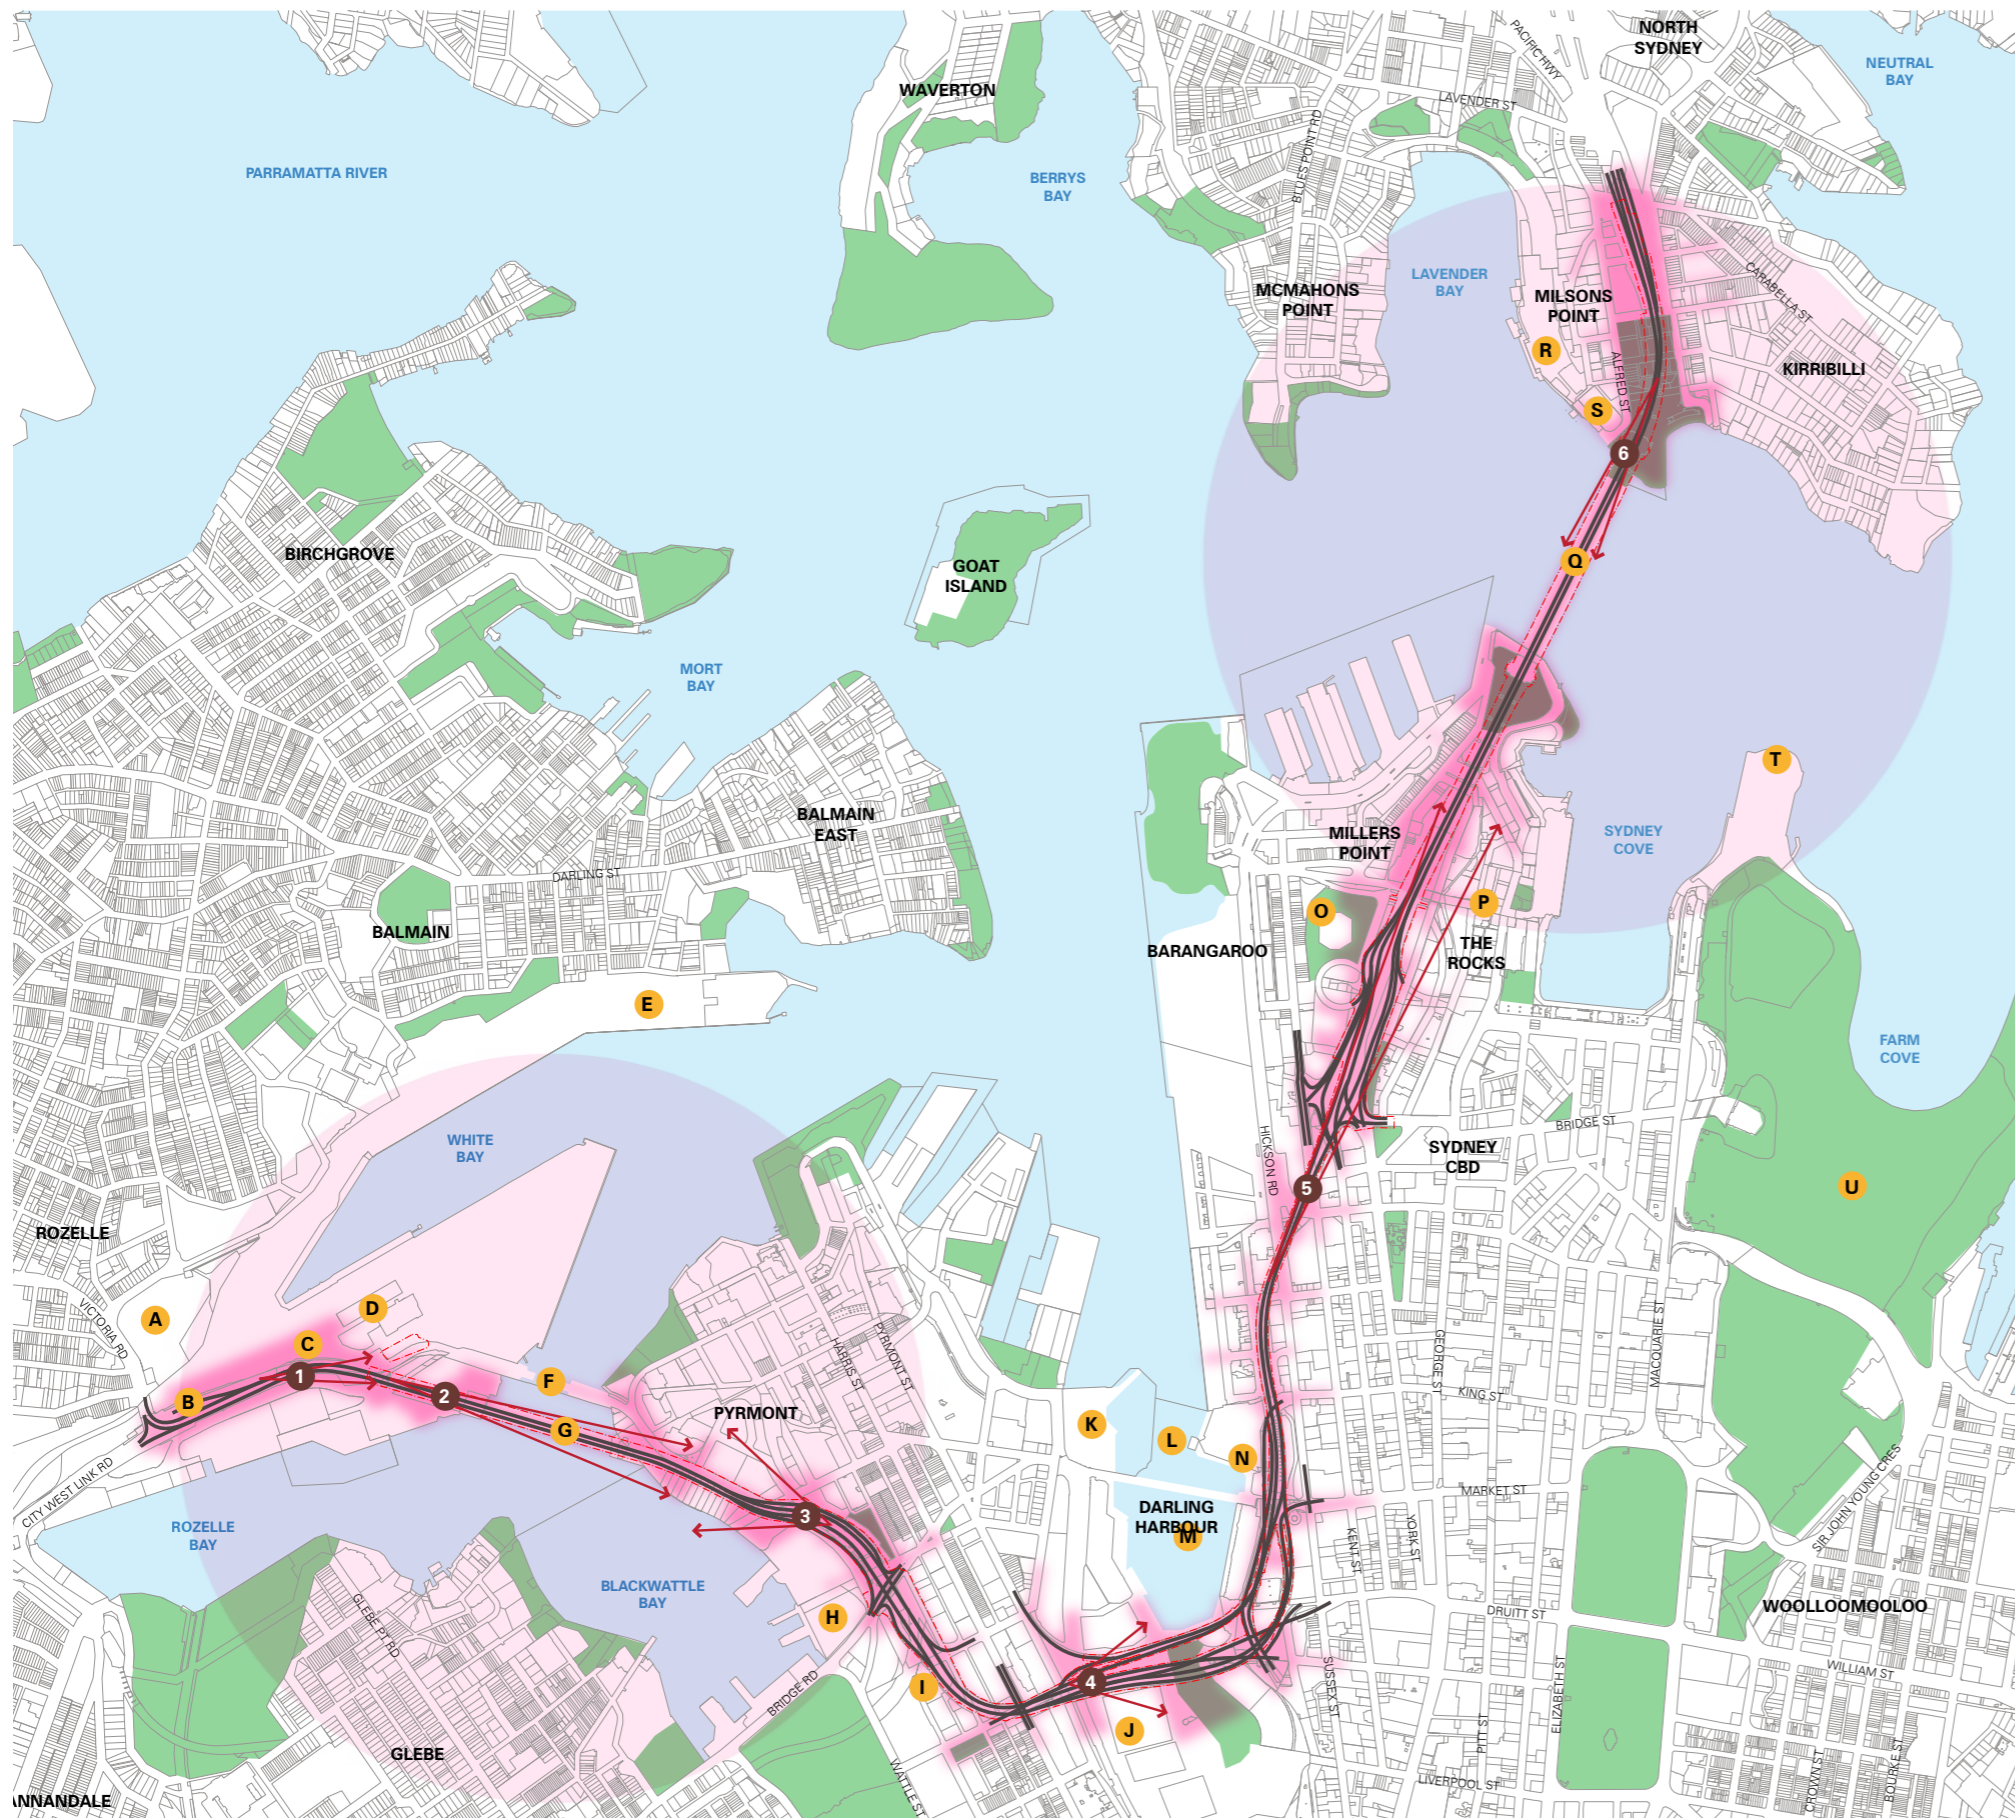 NORTH
SYDNEY
PACIFIC HWY
NEUTRAL
BAY
WAVERTON
LAVENDER ST
BLUES POINT RD
PARRAMATTA RIVER
BERRYS
BAY
LAVENDER
BAY
MCMAHONS
POINT
MILSONS
POINT
CARABELLA ST
R
ALFRED ST
KIRRIBILLI
S
6
BIRCHGROVE
GOAT
ISLAND
Q
MORT
BAY
T
BALMAIN
EAST
MILLERS
POINT
SYDNEY
COVE
DARLING ST
BALMAIN
O
P
BARANGAROO
THE
ROCKS
E
FARM
COVE
WHITE
BAY
HICKSON RD
BRIDGE ST
SYDNEY
CBD
5
U
ROZELLE
VICTORIA RD
A
D
C
1
2
B
F
G
HARRIS ST
PYRMONT ST
PYRMONT
GEORGE ST
MACQUARIE ST
KING ST
K
L
N
CITY WEST LINK RD
ROZELLE
BAY
3
DARLING
HARBOUR
M
MARKET ST
KENT ST
YORK ST
SIR JOHN YOUNG CRES
BLACKWATTLE
BAY
GLEBE PT RD
H
DRUITT ST
WOOLLOOMOOLOO
BRIDGE RD
I
4
J
SUSSEX ST
PITT ST
ELIZABETH ST
WILLIAM ST
GLEBE
WATTLE ST
LIVERPOOL ST
CROWN ST
BOURKE ST
ANNANDALE